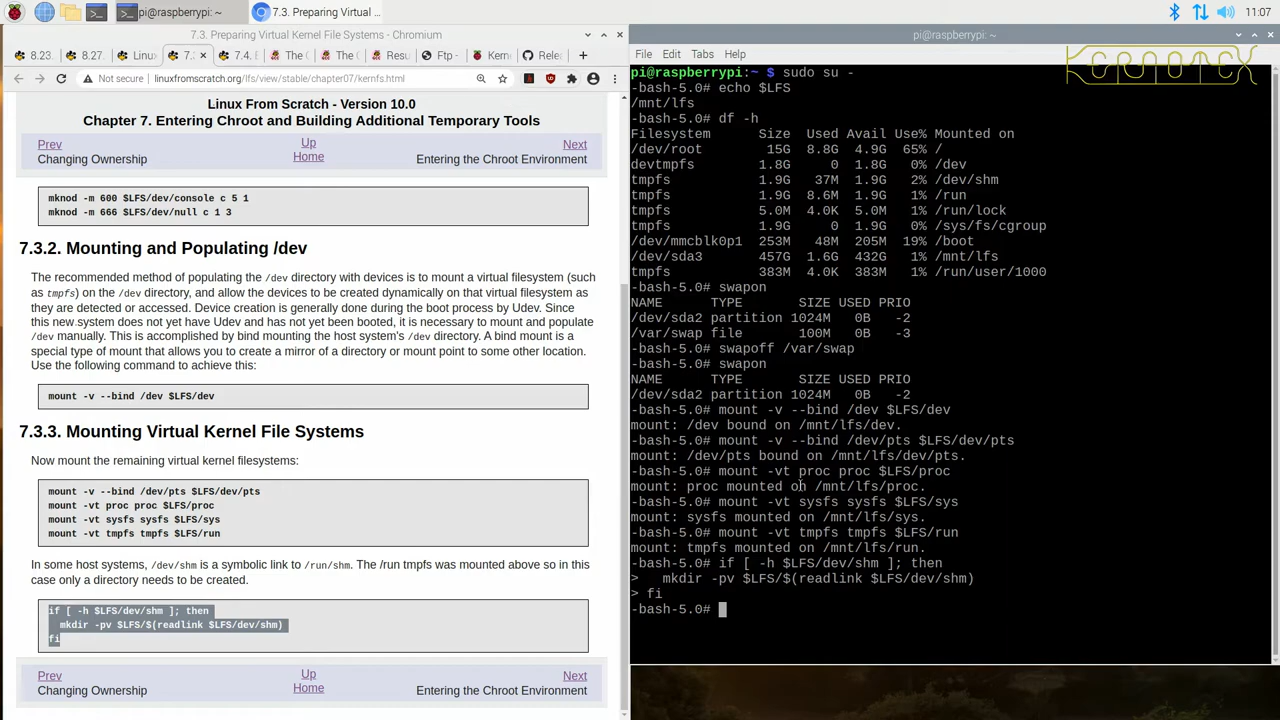 pi@raspberrypi: ~
7.3. Preparing Virtual ...
11:07
7.3. Preparing Virtual Kernel File Systems - Chromium
8.23.
8.27.
Linu
7.3
7.4. E
The
The C
Resu
Ftp -
Kerne
Relea
Not secure | linuxfromscratch.org/lfs/view/stable/chapter07/kernfs.html
Linux From Scratch - Version 10.0
Chapter 7. Entering Chroot and Building Additional Temporary Tools
Prev
Up
Next
Changing Ownership
Home
Entering the Chroot Environment
mknod -m 600 $LFS/dev/console c 5 1
mknod -m 666 $LFS/dev/null c 1 3
7.3.2. Mounting and Populating /dev
The recommended method of populating the /dev directory with devices is to mount a virtual filesystem (such
as tmpfs) on the /dev directory, and allow the devices to be created dynamically on that virtual filesystem as
they are detected or accessed. Device creation is generally done during the boot process by Udev. Since
this new system does not yet have Udev and has not yet been booted, it is necessary to mount and populate
/dev manually. This is accomplished by bind mounting the host system's /dev directory. A bind mount is a
special type of mount that allows you to create a mirror of a directory or mount point to some other location.
Use the following command to achieve this:
mount -v --bind /dev $LFS/dev
7.3.3. Mounting Virtual Kernel File Systems
Now mount the remaining virtual kernel filesystems:
mount -v --bind /dev/pts $LFS/dev/pts
mount -vt proc proc $LFS/proc
mount -vt sysfs sysfs $LFS/sys
mount -vt tmpfs tmpfs $LFS/run
In some host systems, /dev/shm is a symbolic link to /run/shm. The /run tmpfs was mounted above so in this
case only a directory needs to be created.
if [ -h $LFS/dev/shm ]; then
mkdir -pv $LFS/$(readlink $LFS/dev/shm)
fi
Prev
Up
Next
Changing Ownership
Home
Entering the Chroot Environment
pi@raspberrypi: ~
File Edit Tabs Help
KERNOTEX
pi@raspberrypi:~ $ sudo su -
-bash-5.0# echo $LFS
/mnt/lfs
-bash-5.0# df -h
Filesystem      Size  Used Avail Use% Mounted on
/dev/root        15G  8.8G  4.9G  65% /
devtmpfs        1.8G     0  1.8G   0% /dev
tmpfs           1.9G   37M  1.9G   2% /dev/shm
tmpfs           1.9G  8.6M  1.9G   1% /run
tmpfs           5.0M  4.0K  5.0M   1% /run/lock
tmpfs           1.9G     0  1.9G   0% /sys/fs/cgroup
/dev/mmcblk0p1  253M   48M  205M  19% /boot
/dev/sda3       457G  1.6G  432G   1% /mnt/lfs
tmpfs           383M  4.0K  383M   1% /run/user/1000
-bash-5.0# swapon
NAME      TYPE       SIZE USED PRIO
/dev/sda2 partition 1024M   0B   -2
/var/swap file       100M   0B   -3
-bash-5.0# swapoff /var/swap
-bash-5.0# swapon
NAME      TYPE       SIZE USED PRIO
/dev/sda2 partition 1024M   0B   -2
-bash-5.0# mount -v --bind /dev $LFS/dev
mount: /dev bound on /mnt/lfs/dev.
-bash-5.0# mount -v --bind /dev/pts $LFS/dev/pts
mount: /dev/pts bound on /mnt/lfs/dev/pts.
-bash-5.0# mount -vt proc proc $LFS/proc
mount: proc mounted on /mnt/lfs/proc.
-bash-5.0# mount -vt sysfs sysfs $LFS/sys
mount: sysfs mounted on /mnt/lfs/sys.
-bash-5.0# mount -vt tmpfs tmpfs $LFS/run
mount: tmpfs mounted on /mnt/lfs/run.
-bash-5.0# if [ -h $LFS/dev/shm ]; then
>   mkdir -pv $LFS/$(readlink $LFS/dev/shm)
> fi
-bash-5.0#